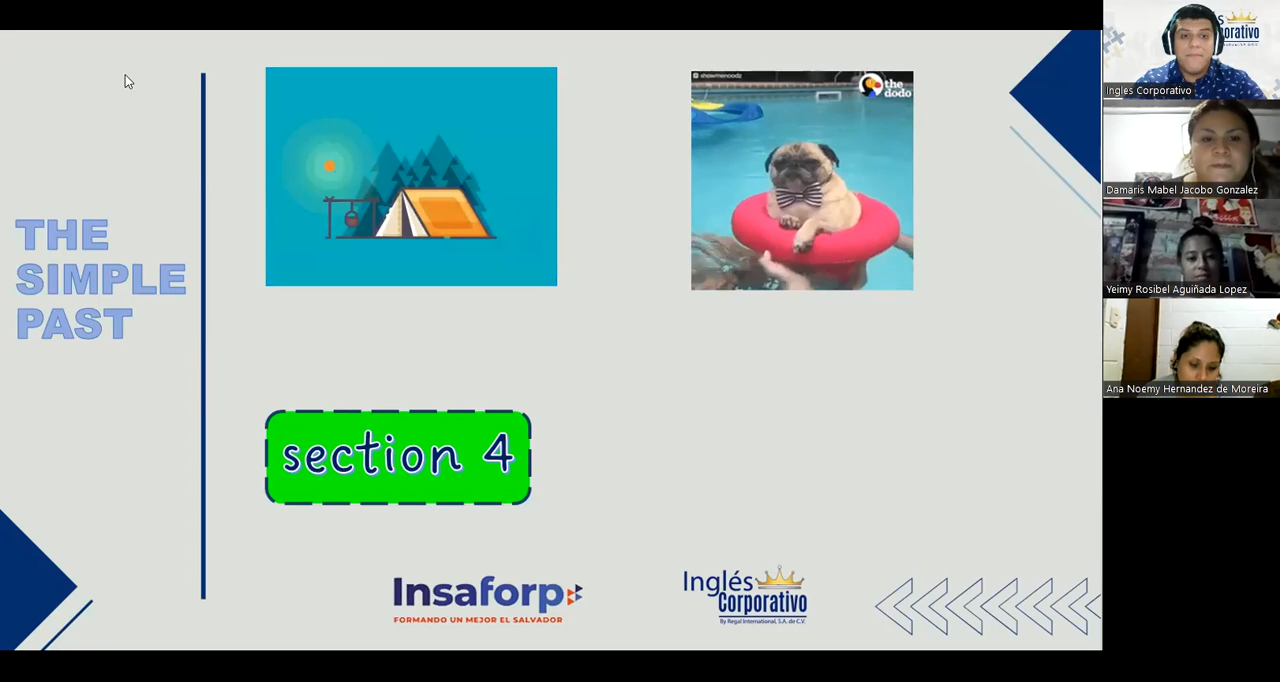 THE
SIMPLE
PAST
showmenoodz
the
dodo
section 4
Insaforp
FORMANDO UN MEJOR EL SALVADOR
Inglés
Corporativo
By Regal International, S.A. de C.V.
Ingles Corporativo
Damaris Mabel Jacobo Gonzalez
Yeimy Rosibel Aguiñada Lopez
Ana Noemy Hernandez de Moreira